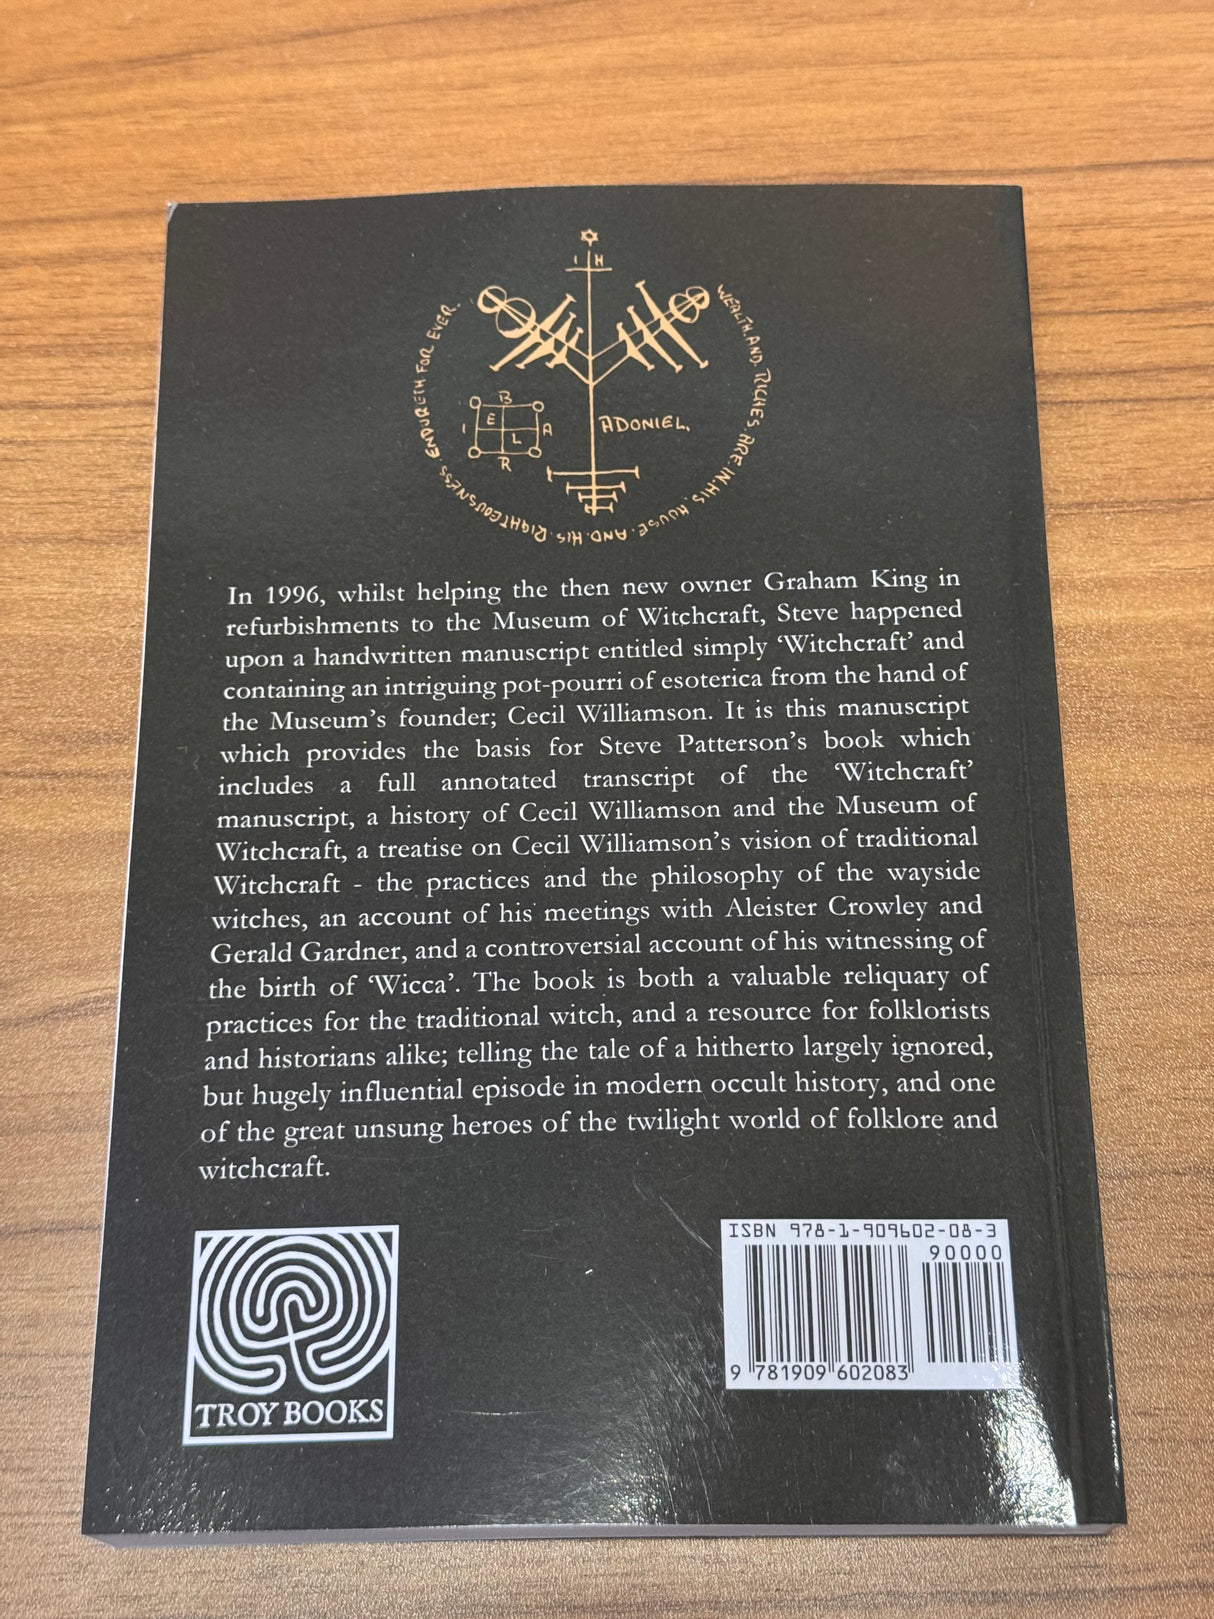 I H
WEALTH. AND. RICHES. ARE. IN. HIS. HOUSE. AND. HIS. RIGHTEOUSNESS. ENDURETH FOR EVER.
B
E
I A
L
R
ADONIEL.
In 1996, whilst helping the then new owner Graham King in
refurbishments to the Museum of Witchcraft, Steve happened
upon a handwritten manuscript entitled simply ‘Witchcraft’ and
containing an intriguing pot-pourri of esoterica from the hand of
the Museum’s founder; Cecil Williamson. It is this manuscript
which provides the basis for Steve Patterson’s book which
includes a full annotated transcript of the ‘Witchcraft’
manuscript, a history of Cecil Williamson and the Museum of
Witchcraft, a treatise on Cecil Williamson’s vision of traditional
Witchcraft - the practices and the philosophy of the wayside
witches, an account of his meetings with Aleister Crowley and
Gerald Gardner, and a controversial account of his witnessing of
the birth of ‘Wicca’. The book is both a valuable reliquary of
practices for the traditional witch, and a resource for folklorists
and historians alike; telling the tale of a hitherto largely ignored,
but hugely influential episode in modern occult history, and one
of the great unsung heroes of the twilight world of folklore and
witchcraft.
TROY BOOKS
ISBN 978-1-909602-08-3
90000
9 781909 602083